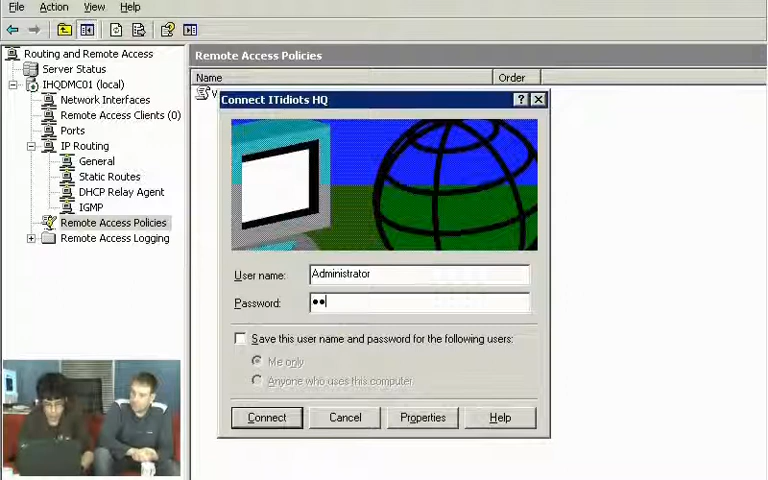 File Action View Help
Routing and Remote Access
Server Status
IHQDMC01 (local)
Network Interfaces
Remote Access Clients (0)
Ports
IP Routing
General
Static Routes
DHCP Relay Agent
IGMP
Remote Access Policies
Remote Access Logging
Remote Access Policies
Name Order
Connect ITidiots HQ
User name: Administrator
Password:
Save this user name and password for the following users:
Me only
Anyone who uses this computer
Connect Cancel Properties Help